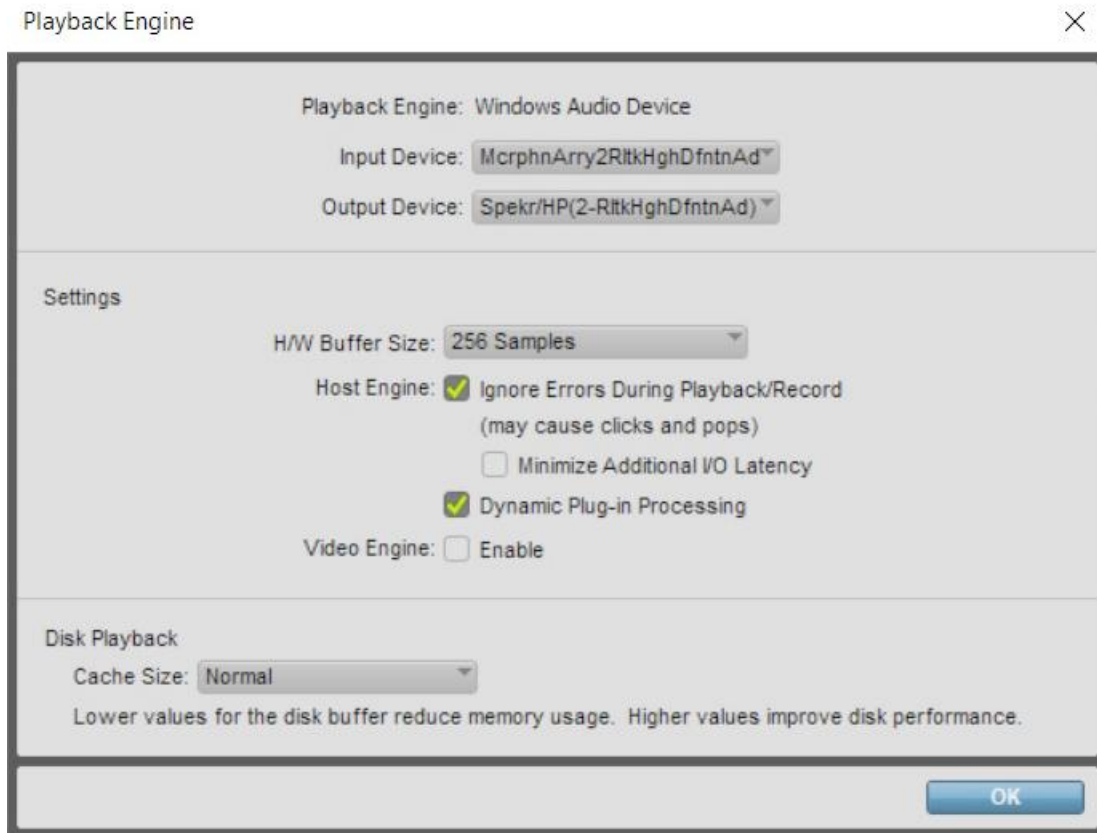 Playback Engine
Playback Engine: Windows Audio Device
Input Device: McrphnArry2RltkHghDfntnAd
Output Device: Spekr/HP(2-RltkHghDfntnAd)
Settings
H/W Buffer Size: 256 Samples
Host Engine: Ignore Errors During Playback/Record
(may cause clicks and pops)
Minimize Additional I/O Latency
Dynamic Plug-in Processing
Video Engine: Enable
Disk Playback
Cache Size: Normal
Lower values for the disk buffer reduce memory usage. Higher values improve disk performance.
OK